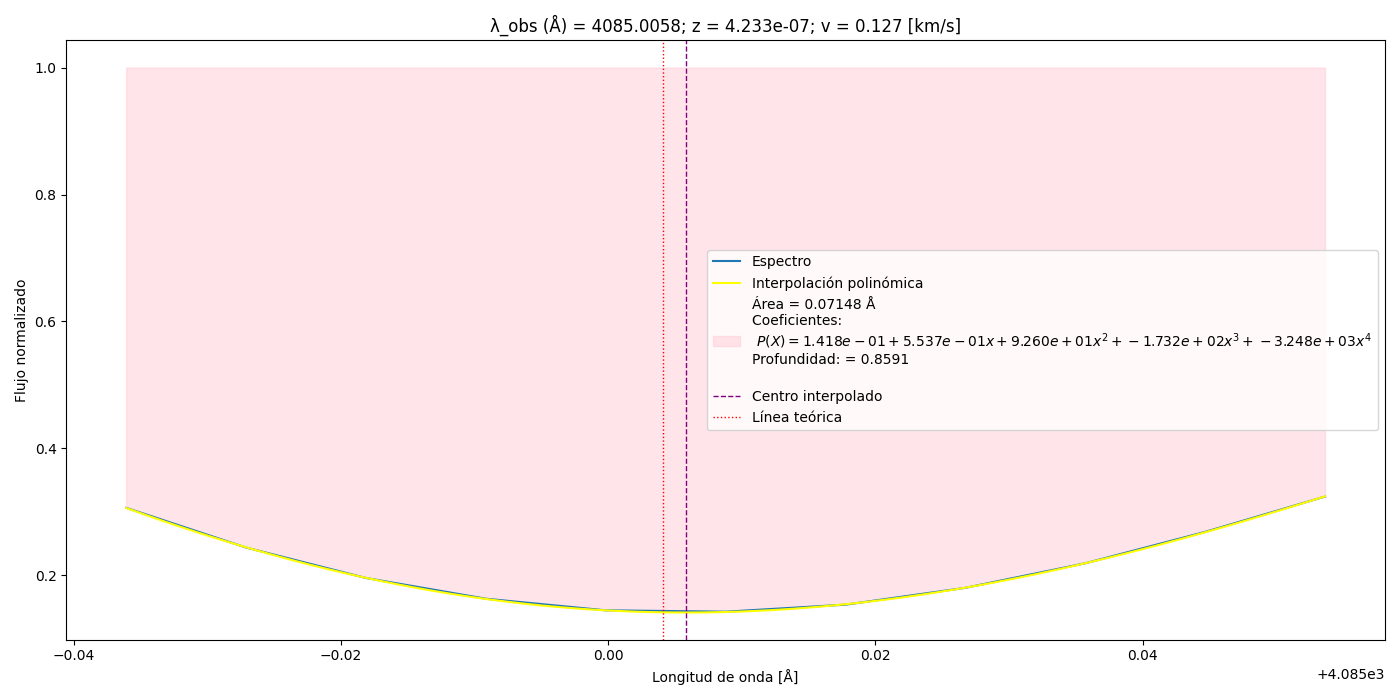 λ_obs (Å) = 4085.0058; z = 4.233e-07; v = 0.127 [km/s]
Flujo normalizado
1.0
0.8
0.6
0.4
0.2
Espectro
Interpolación polinómica
Área = 0.07148 Å
Coeficientes:
P(X) = 1.418e − 01 + 5.537e − 01x + 9.260e + 01x² + −1.732e + 02x³ + −3.248e + 03x⁴
Profundidad: = 0.8591
Centro interpolado
Línea teórica
−0.04 −0.02 0.00 0.02 0.04
+4.085e3
Longitud de onda [Å]